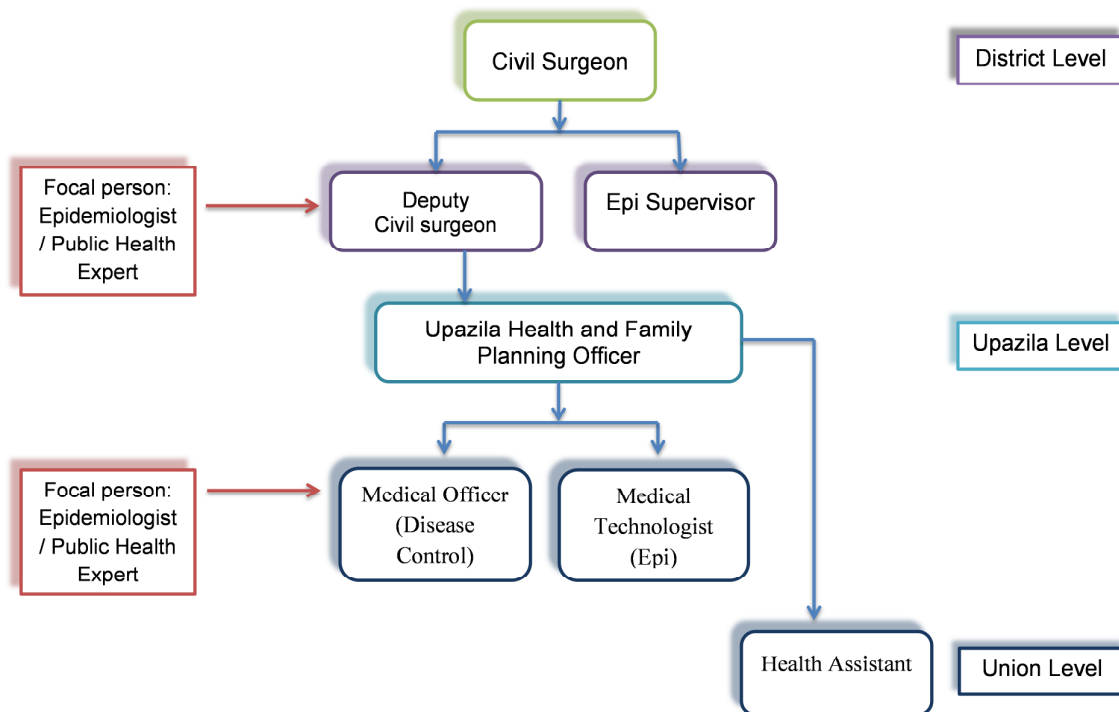 Civil Surgeon
District Level
Focal person:
Epidemiologist
/ Public Health
Expert
Deputy
Civil surgeon
Epi Supervisor
Upazila Health and Family
Planning Officer
Upazila Level
Focal person:
Epidemiologist
/ Public Health
Expert
Medical Officer
(Disease
Control)
Medical
Technologist
(Epi)
Health Assistant
Union Level